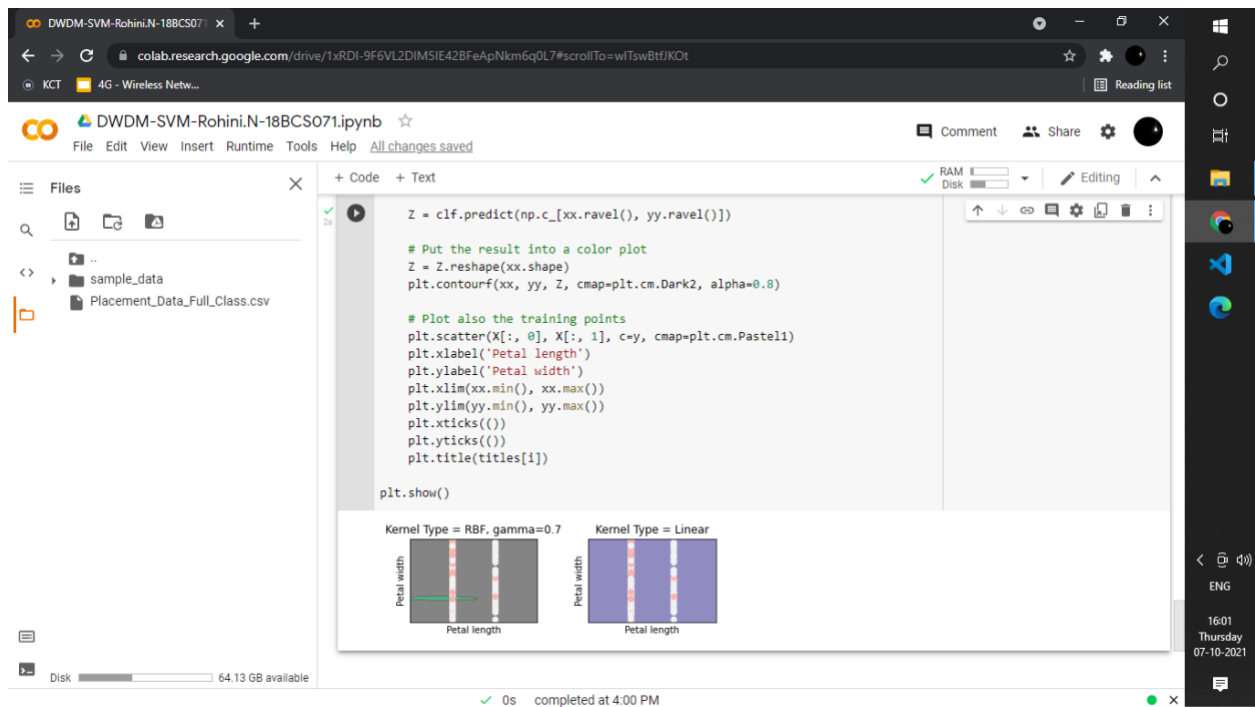 DWDM-SVM-Rohini.N-18BCS071
colab.research.google.com/drive/1xRDI-9F6VL2DIM5IE42BFeApNkm6q0L7#scrollTo=wITswBtfJKOt
KCT 4G - Wireless Netw... Reading list
DWDM-SVM-Rohini.N-18BCS071.ipynb
Comment Share
File Edit View Insert Runtime Tools Help All changes saved
Files
+ Code + Text
RAM
Disk
Editing
..
sample_data
Placement_Data_Full_Class.csv
2s
Z = clf.predict(np.c_[xx.ravel(), yy.ravel()])
# Put the result into a color plot
Z = Z.reshape(xx.shape)
plt.contourf(xx, yy, Z, cmap=plt.cm.Dark2, alpha=0.8)
# Plot also the training points
plt.scatter(X[:, 0], X[:, 1], c=y, cmap=plt.cm.Pastel1)
plt.xlabel('Petal length')
plt.ylabel('Petal width')
plt.xlim(xx.min(), xx.max())
plt.ylim(yy.min(), yy.max())
plt.xticks(())
plt.yticks(())
plt.title(titles[i])
plt.show()
Kernel Type = RBF, gamma=0.7
Petal width
Petal length
Kernel Type = Linear
Petal width
Petal length
Disk 64.13 GB available
0s completed at 4:00 PM
ENG
16:01
Thursday
07-10-2021